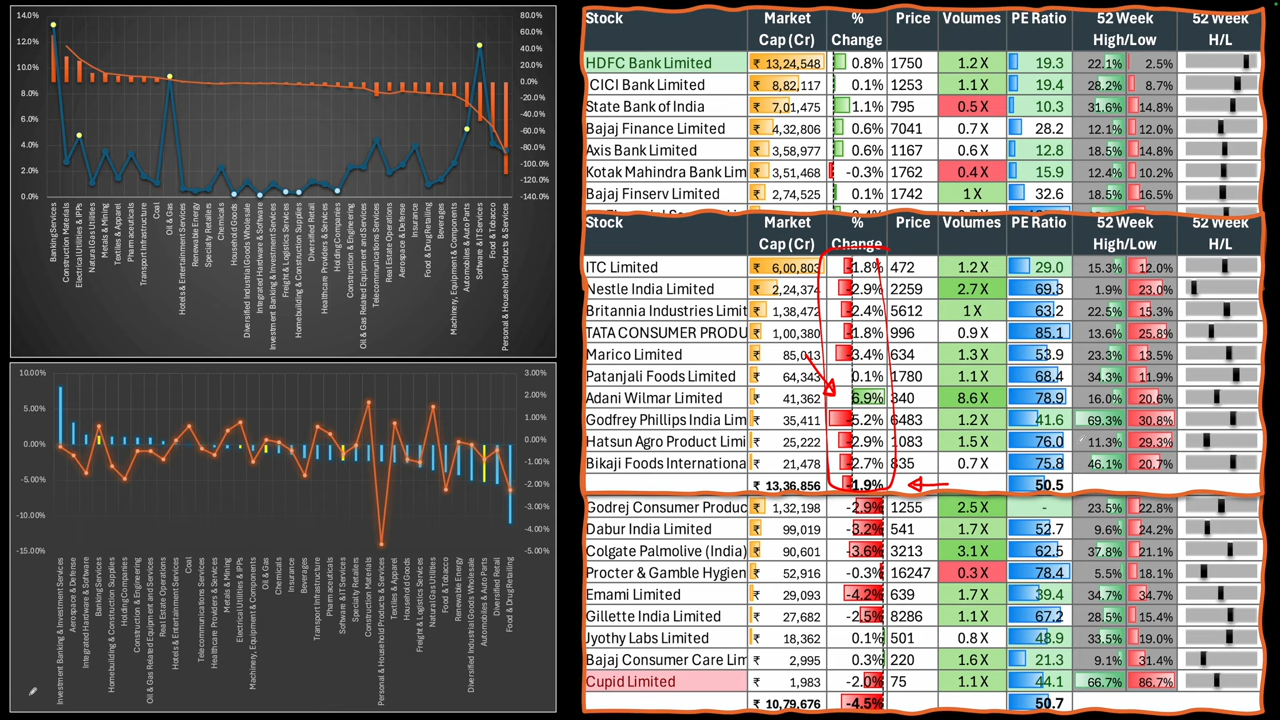 14.0%
12.0%
10.0%
8.0%
6.0%
4.0%
2.0%
0.0%
80.0%
60.0%
40.0%
20.0%
0.0%
-20.0%
-40.0%
-60.0%
-80.0%
-100.0%
-120.0%
-140.0%
Banking Services
Construction Materials
Electrical Utilities & IPPs
Natural Gas Utilities
Metals & Mining
Textiles & Apparel
Pharmaceuticals
Transport Infrastructure
Coal
Oil & Gas
Hotels & Entertainment Services
Renewable Energy
Specialty Retailers
Chemicals
Household Goods
Diversified Industrial Goods Wholesale
Integrated Hardware & Software
Investment Banking & Investment Services
Freight & Logistics Services
Homebuilding & Construction Supplies
Diversified Retail
Healthcare Providers & Services
Holding Companies
Construction & Engineering
Oil & Gas Related Equipment and Services
Telecommunications Services
Real Estate Operations
Aerospace & Defense
Insurance
Food & Drug Retailing
Beverages
Machinery, Equipment & Components
Automobiles & Auto Parts
Software & IT Services
Food & Tobacco
Personal & Household Products & Services
10.00%
5.00%
0.00%
-5.00%
-10.00%
-15.00%
3.00%
2.00%
1.00%
0.00%
-1.00%
-2.00%
-3.00%
-4.00%
-5.00%
Investment Banking & Investment Services
Aerospace & Defense
Integrated Hardware & Software
Banking Services
Homebuilding & Construction Supplies
Holding Companies
Construction & Engineering
Oil & Gas Related Equipment and Services
Real Estate Operations
Hotels & Entertainment Services
Coal
Telecommunications Services
Healthcare Providers & Services
Metals & Mining
Electrical Utilities & IPPs
Machinery, Equipment & Components
Oil & Gas
Chemicals
Insurance
Beverages
Transport Infrastructure
Pharmaceuticals
Software & IT Services
Specialty Retailers
Construction Materials
Personal & Household Products & Services
Textiles & Apparel
Household Goods
Freight & Logistics Services
Natural Gas Utilities
Food & Tobacco
Renewable Energy
Diversified Industrial Goods Wholesale
Automobiles & Auto Parts
Diversified Retail
Food & Drug Retailing
Stock Market % Price Volumes PE Ratio 52 Week 52 Week
Cap (Cr) Change High/Low H/L
HDFC Bank Limited ₹ 13,24,548 0.8% 1750 1.2 X 19.3 22.1% 2.5%
ICICI Bank Limited ₹ 8,82,117 0.1% 1253 1.1 X 19.4 28.2% 8.7%
State Bank of India ₹ 7,01,475 1.1% 795 0.5 X 10.3 31.6% 14.8%
Bajaj Finance Limited ₹ 4,32,806 0.6% 7041 0.7 X 28.2 12.1% 12.0%
Axis Bank Limited ₹ 3,58,977 0.6% 1167 0.6 X 12.8 18.5% 14.8%
Kotak Mahindra Bank Lim ₹ 3,51,468 -0.3% 1762 0.4 X 15.9 12.4% 10.2%
Bajaj Finserv Limited ₹ 2,74,525 0.1% 1742 1 X 32.6 18.5% 16.5%
Stock Market % Price Volumes PE Ratio 52 Week 52 Week
Cap (Cr) Change High/Low H/L
ITC Limited ₹ 6,00,803 -1.8% 472 1.2 X 29.0 15.3% 12.0%
Nestle India Limited ₹ 2,24,374 -2.9% 2259 2.7 X 69.3 1.9% 23.0%
Britannia Industries Limit ₹ 1,38,472 -2.4% 5612 1 X 63.2 22.5% 15.3%
TATA CONSUMER PRODU ₹ 1,00,380 -1.8% 996 0.9 X 85.1 13.6% 25.8%
Marico Limited ₹ 85,013 -3.4% 634 1.3 X 53.9 23.3% 13.5%
Patanjali Foods Limited ₹ 64,343 0.1% 1780 1.1 X 68.4 34.3% 11.9%
Adani Wilmar Limited ₹ 41,362 6.9% 340 8.6 X 78.9 16.0% 20.6%
Godfrey Phillips India Lim ₹ 35,411 -5.2% 6483 1.2 X 41.6 69.3% 30.8%
Hatsun Agro Product Limi ₹ 25,222 -2.9% 1083 1.5 X 76.0 11.3% 29.3%
Bikaji Foods Internationa ₹ 21,478 -2.7% 835 0.7 X 75.8 46.1% 20.7%
₹ 13,36,856 -1.9% 50.5
Godrej Consumer Produc ₹ 1,32,198 -2.9% 1255 2.5 X - 23.5% 22.8%
Dabur India Limited ₹ 99,019 -3.2% 541 1.7 X 52.7 9.6% 24.2%
Colgate Palmolive (India) ₹ 90,601 -3.6% 3213 3.1 X 62.5 37.8% 21.1%
Procter & Gamble Hygien ₹ 52,916 -0.3% 16247 0.3 X 78.4 5.5% 18.1%
Emami Limited ₹ 29,093 -4.2% 639 1.7 X 39.4 34.7% 34.7%
Gillette India Limited ₹ 27,682 -2.5% 8286 1.1 X 67.2 28.5% 15.4%
Jyothy Labs Limited ₹ 18,362 0.1% 501 0.8 X 48.9 33.5% 19.0%
Bajaj Consumer Care Lim ₹ 2,995 0.3% 220 1.6 X 21.3 9.1% 31.4%
Cupid Limited ₹ 1,983 -2.0% 75 1.1 X 44.1 66.7% 86.7%
₹ 10,79,676 -4.5% 50.7